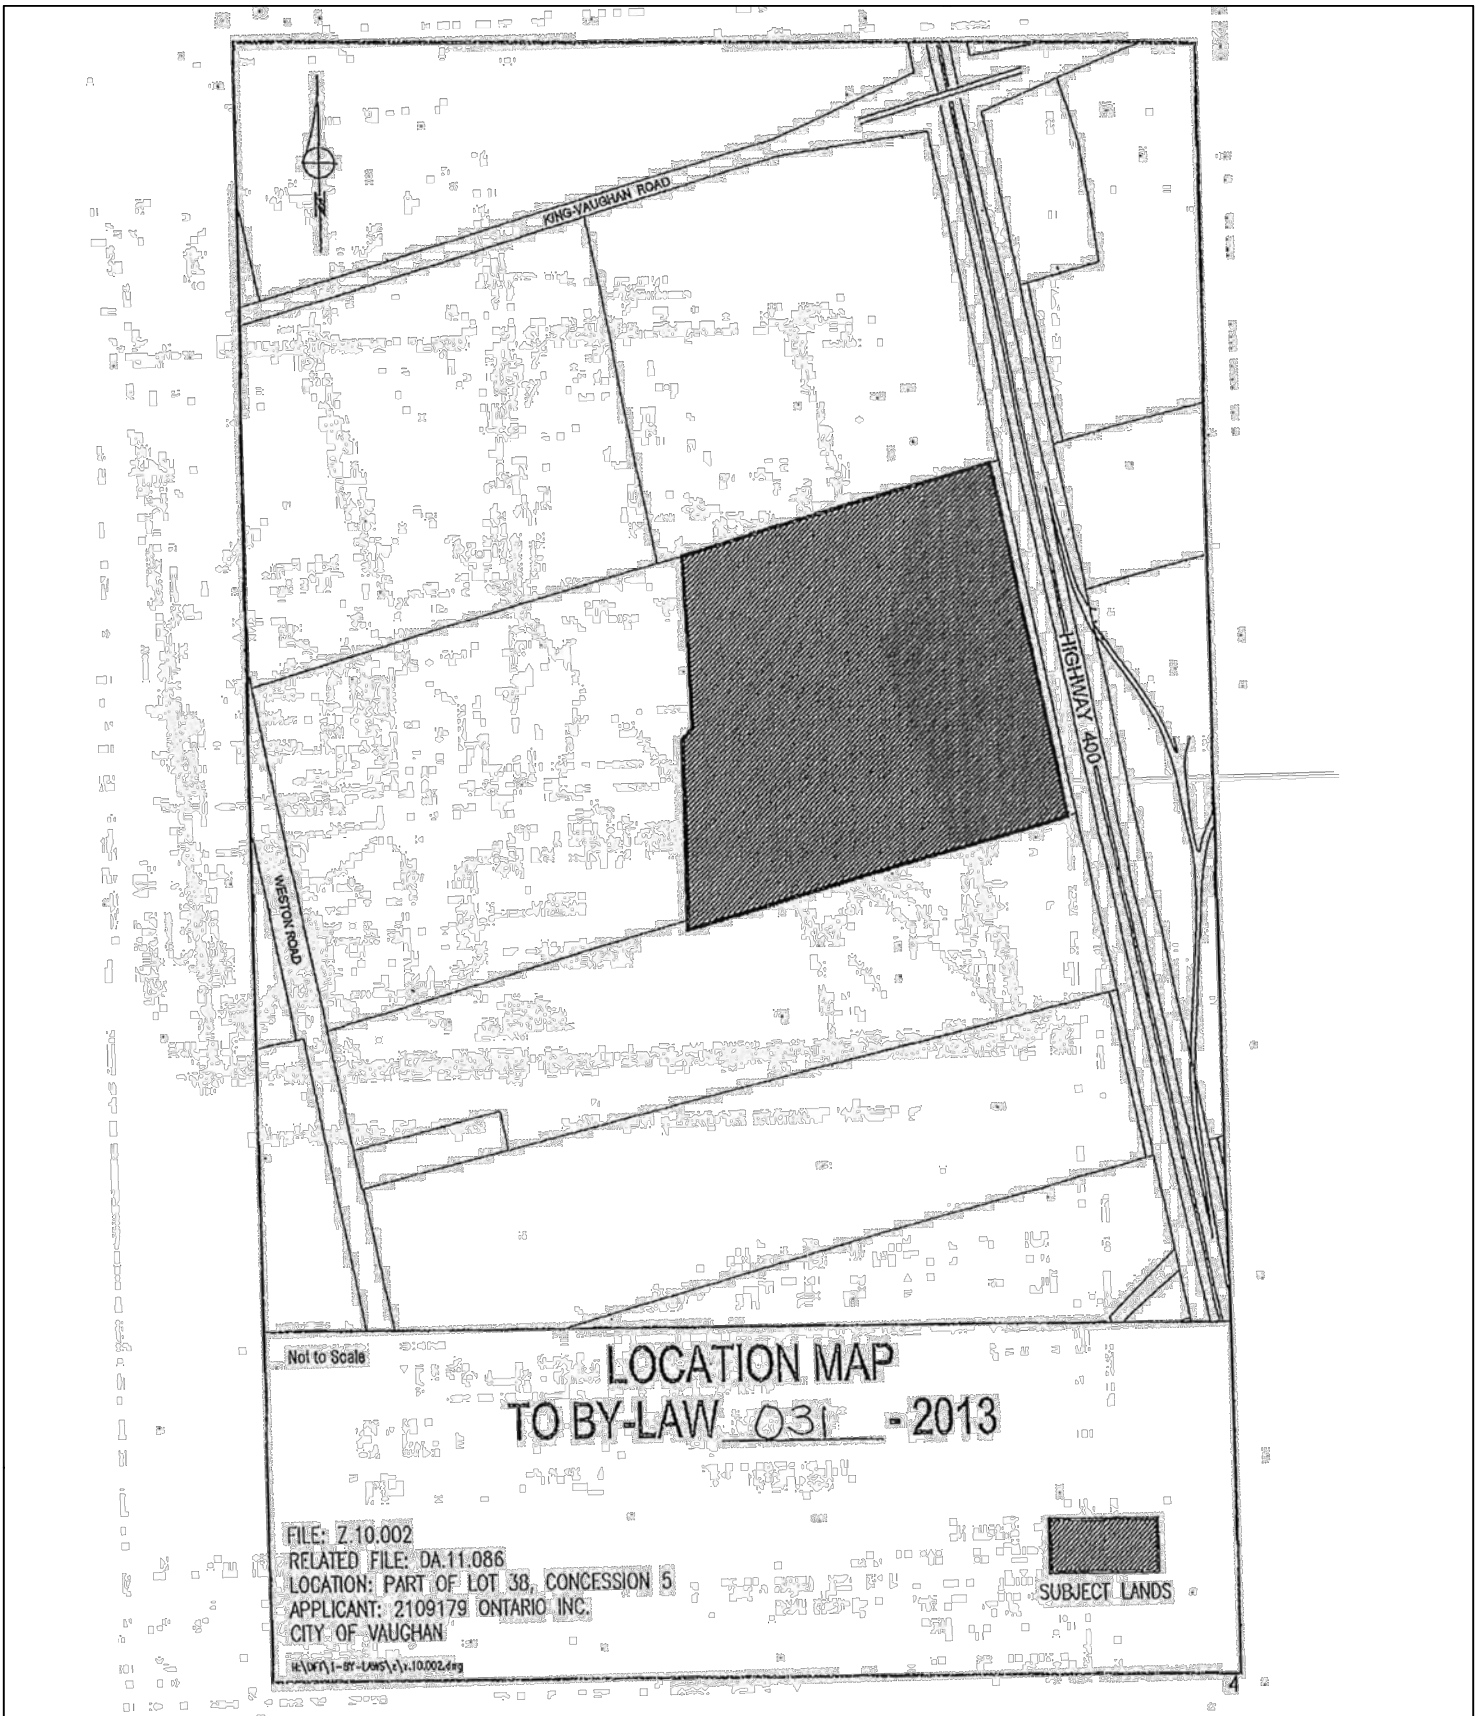 N
KING-VAUGHAN ROAD
HIGHWAY 400
WESTON ROAD
Not to Scale
LOCATION MAP
TO BY-LAW 031 - 2013
FILE: Z.10.002
RELATED FILE: DA.11.086
LOCATION: PART OF LOT 38, CONCESSION 5
APPLICANT: 2109179 ONTARIO INC.
CITY OF VAUGHAN
SUBJECT LANDS
4